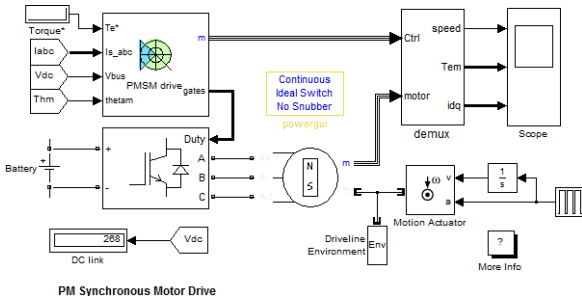 Torque*
Te*
m
speed
Iabc
Is_abc
Ctrl
Tem
Vdc
Vbus
PMSM drive
Thm
thetam
gates
Continuous
Ideal Switch
No Snubber
powergui
motor
idq
demux
Scope
Duty
Battery
+
+
-
A
B
C
N
S
m
v
a
1
s
Motion Actuator
Driveline
Environment
Env
268
DC link
Vdc
?
More Info
PM Synchronous Motor Drive